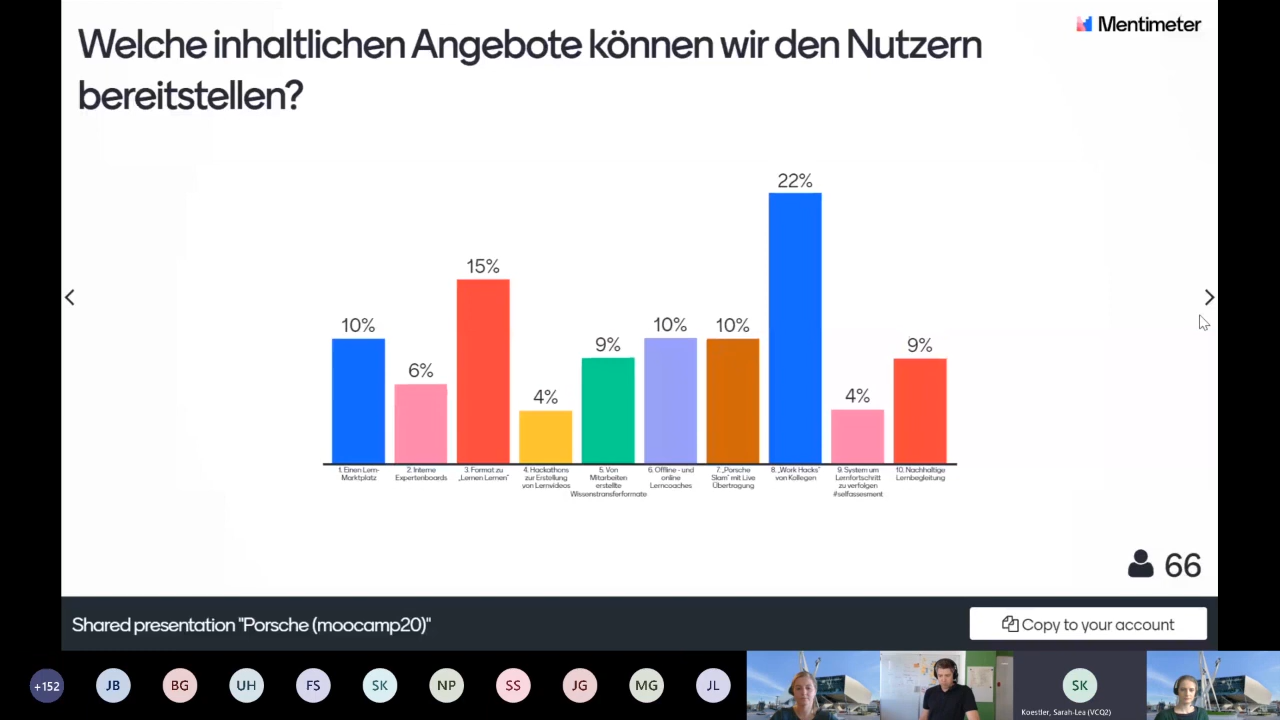 Welche inhaltlichen Angebote können wir den Nutzern
bereitstellen?
Mentimeter
22%
15%
10%
6%
4%
9%
10%
10%
4%
9%
1. Einen Lern-
Marktplatz
2. Interne
Expertenboards
3. Format zu
„Lernen Lernen"
4. Hackathons
zur Erstellung
von Lernvideos
5. Von
Mitarbeiten
erstellte
Wissenstransferformate
6. Offline - und
online
Lerncoaches
7. „Porsche
Slam" mit Live
Übertragung
8. „Work Hacks"
von Kollegen
9. System um
Lernfortschritt
zu verfolgen
#selfassesment
10. Nachhaltige
Lernbegleitung
66
Shared presentation "Porsche (moocamp20)"
Copy to your account
+152
JB
BG
UH
FS
SK
NP
SS
JG
MG
JL
SK
Koestler, Sarah-Lea (VCQ2)